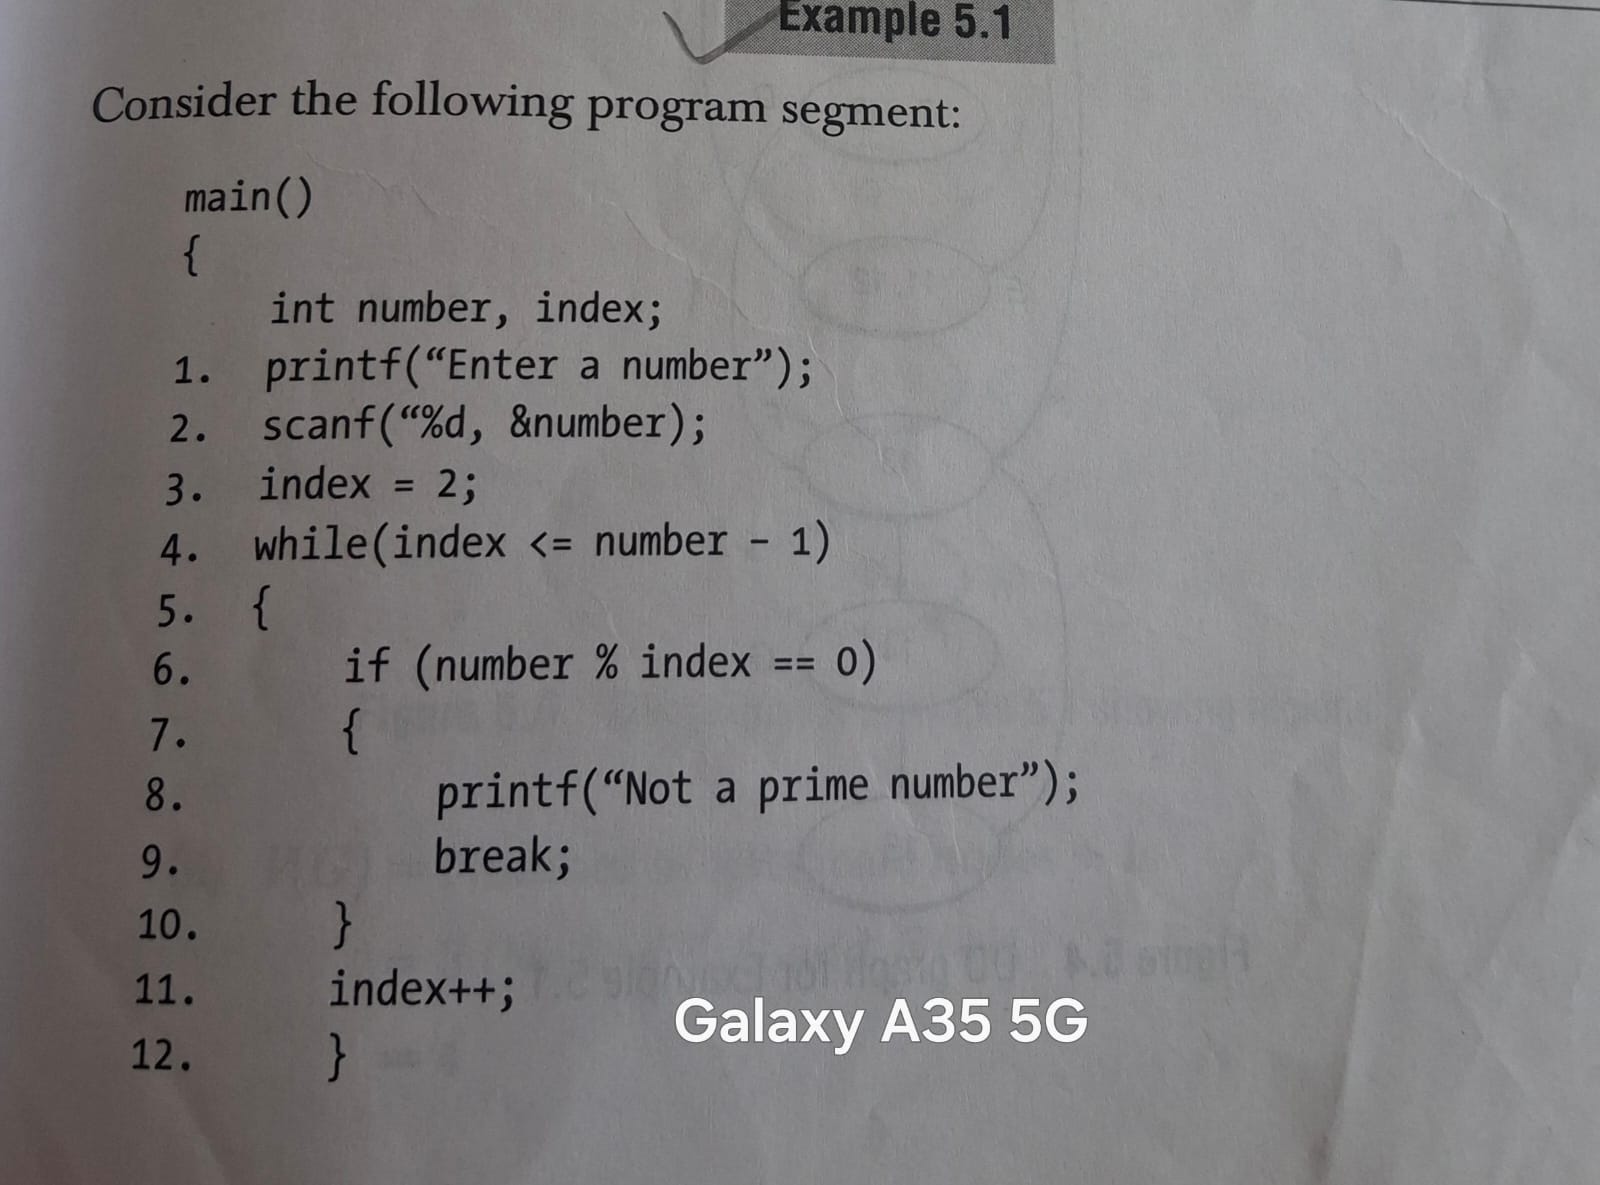 Example 5.1
Consider the following program segment:
main()
{
int number, index;
1. printf(“Enter a number”);
2. scanf(“%d, &number);
3. index = 2;
4. while(index <= number - 1)
5. {
6. if (number % index == 0)
7. {
8. printf(“Not a prime number”);
9. break;
10. }
11. index++;
12. }
Galaxy A35 5G